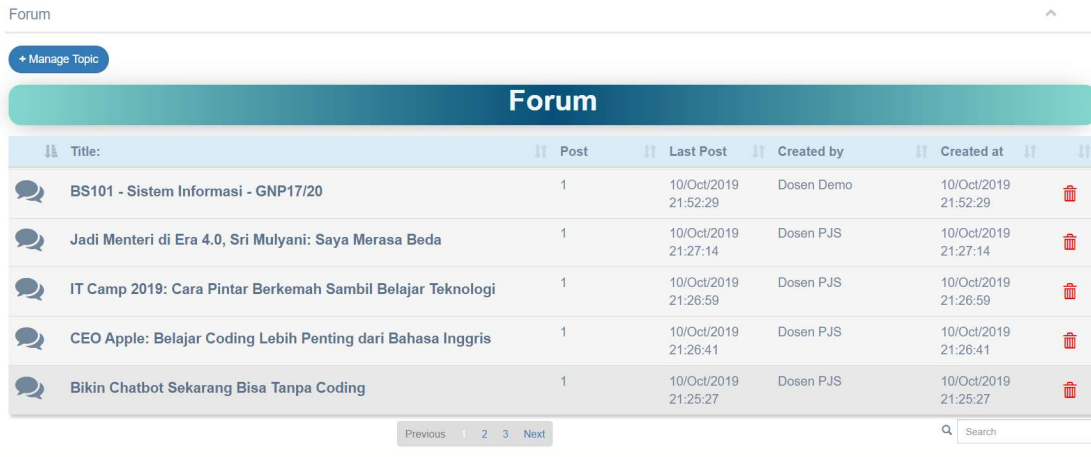 Forum
+ Manage Topic
Forum
Title: Post Last Post Created by Created at
BS101 - Sistem Informasi - GNP17/20 1 10/Oct/2019 Dosen Demo 10/Oct/2019
21:52:29 21:52:29
Jadi Menteri di Era 4.0, Sri Mulyani: Saya Merasa Beda 1 10/Oct/2019 Dosen PJS 10/Oct/2019
21:27:14 21:27:14
IT Camp 2019: Cara Pintar Berkemah Sambil Belajar Teknologi 1 10/Oct/2019 Dosen PJS 10/Oct/2019
21:26:59 21:26:59
CEO Apple: Belajar Coding Lebih Penting dari Bahasa Inggris 1 10/Oct/2019 Dosen PJS 10/Oct/2019
21:26:41 21:26:41
Bikin Chatbot Sekarang Bisa Tanpa Coding 1 10/Oct/2019 Dosen PJS 10/Oct/2019
21:25:27 21:25:27
Previous 1 2 3 Next Search